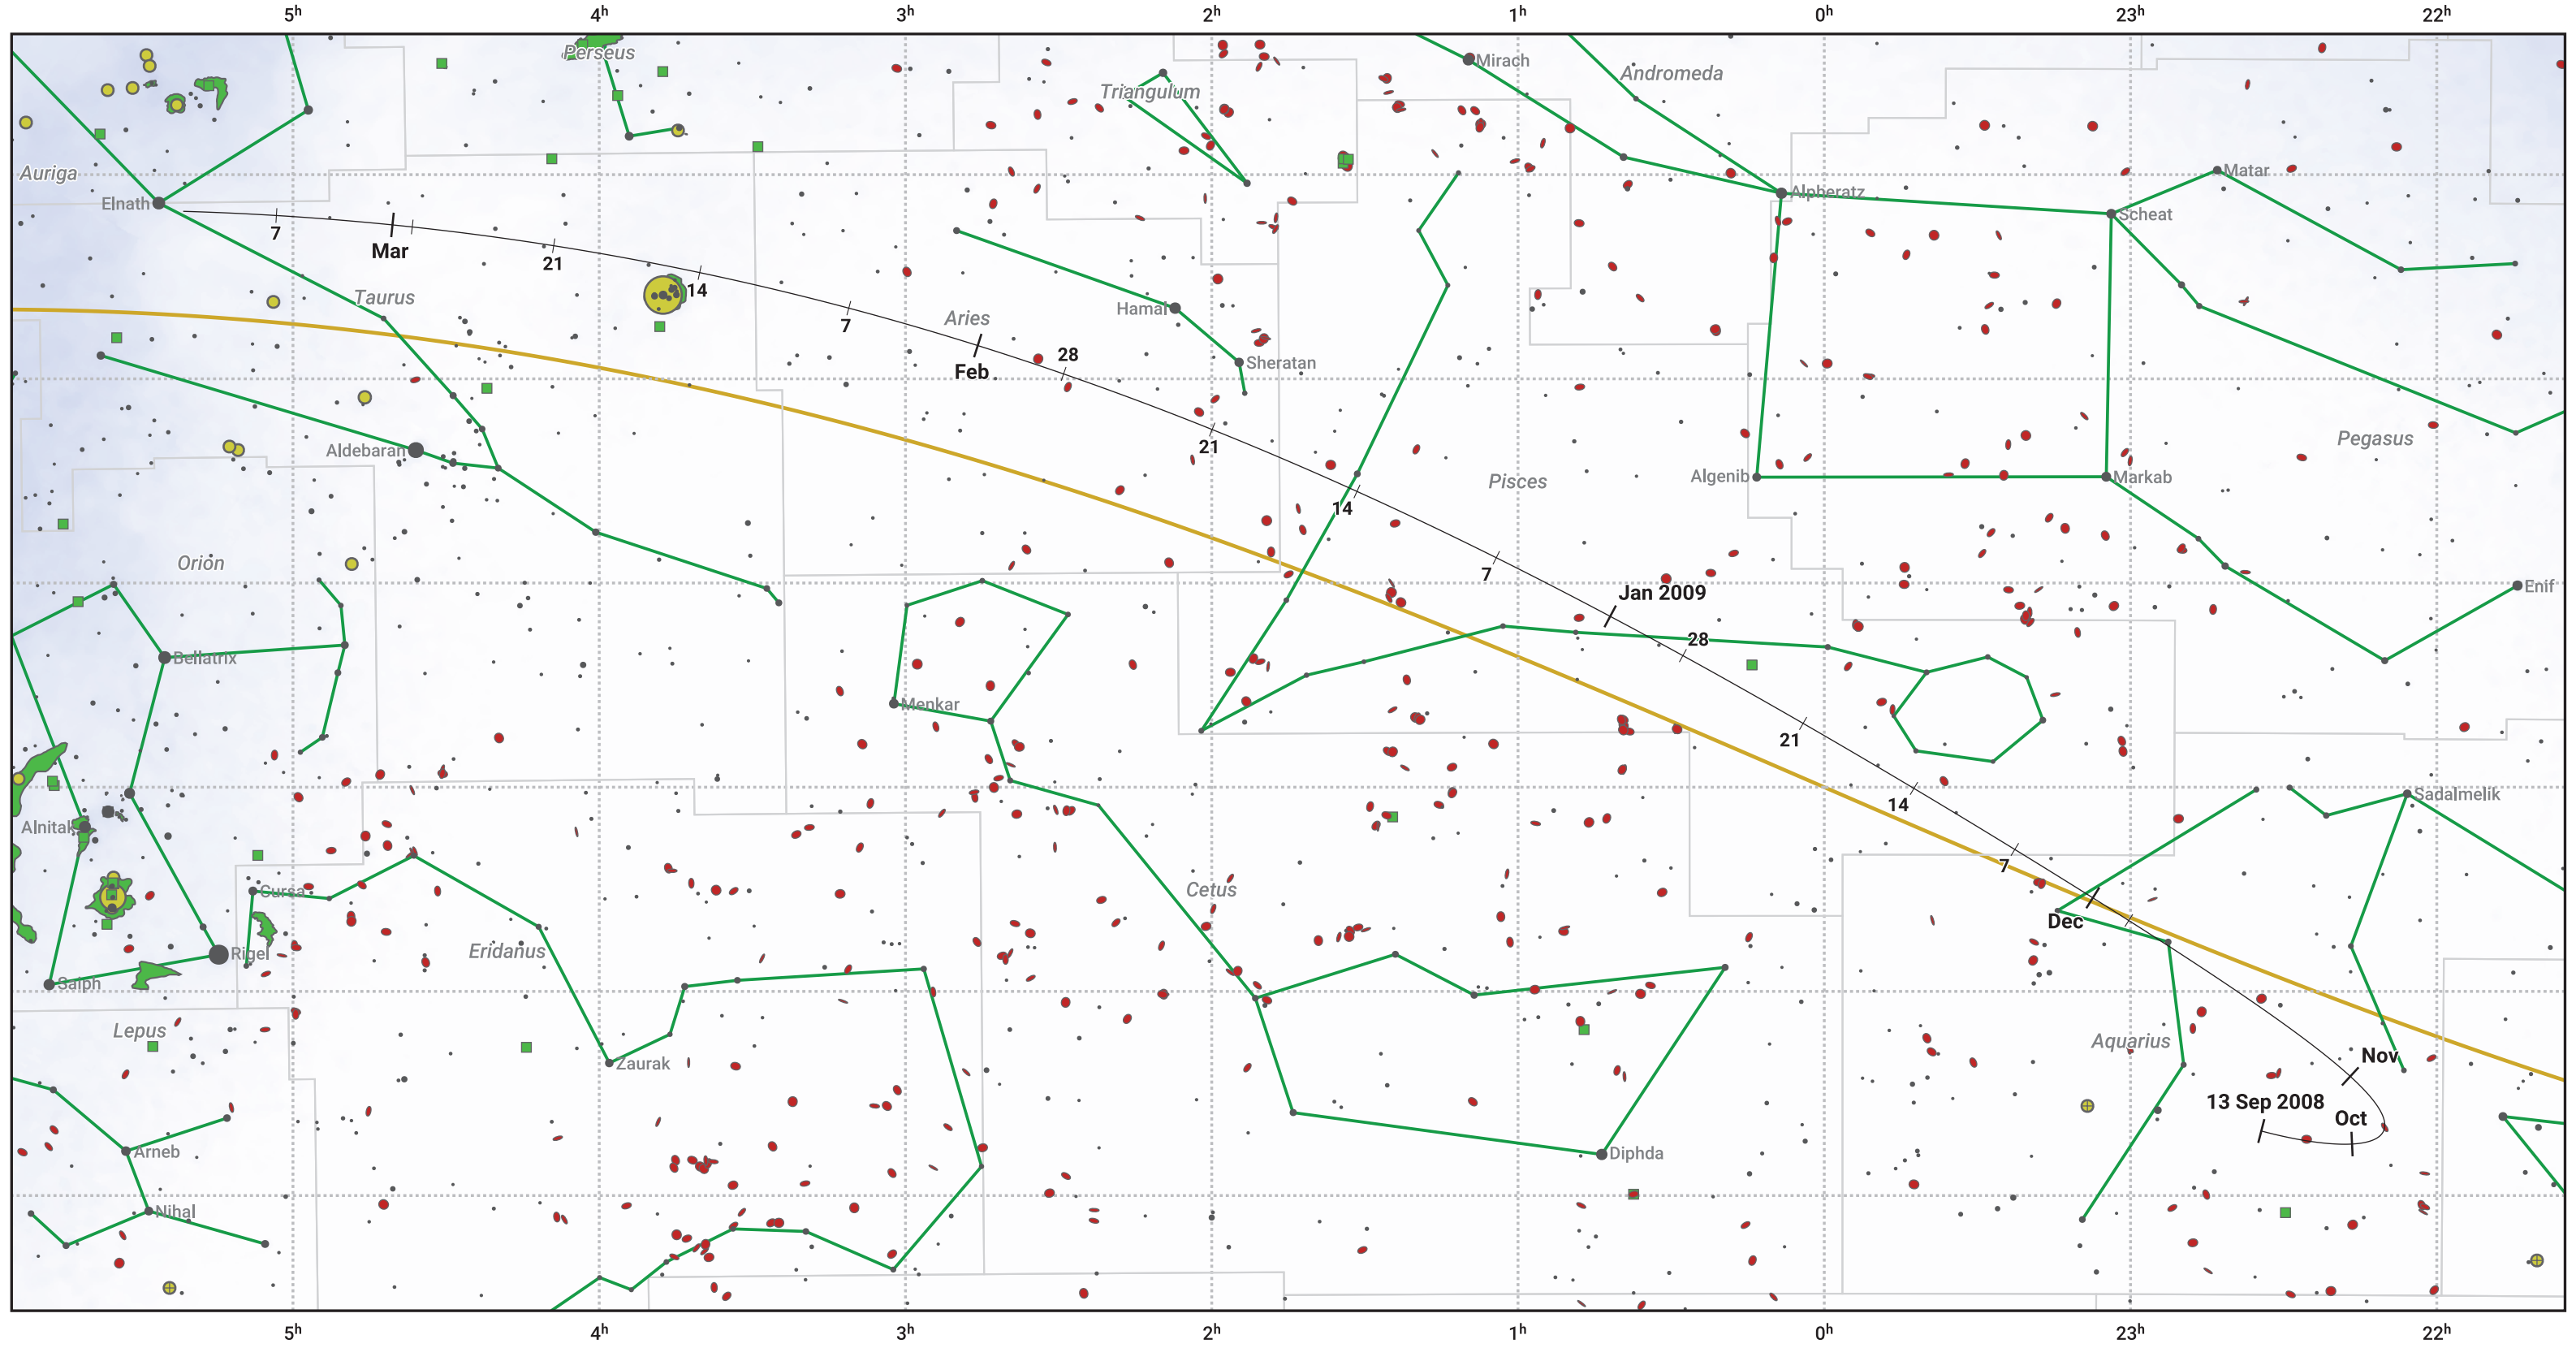 5h 4h 3h 2h 1h 0h 23h 22h
Perseus
Mirach
Andromeda
Triangulum
Auriga
Matar
Alpheratz
Elnath
Scheat
7
Mar
21
14
Taurus
7
Aries
Hamal
28
Feb
Sheratan
Pegasus
21
Aldebaran
Pisces
Algenib
Markab
14
Orion
7
Jan 2009
Enif
28
Bellatrix
Menkar
21
Sadalmelik
14
Alnitak
7
Cursa
Cetus
Dec
Eridanus
Rigel
Saiph
Lepus
Aquarius
Nov
Zaurak
13 Sep 2008
Oct
Arneb
Diphda
Nihal
5h 4h 3h 2h 1h 0h 23h 22h